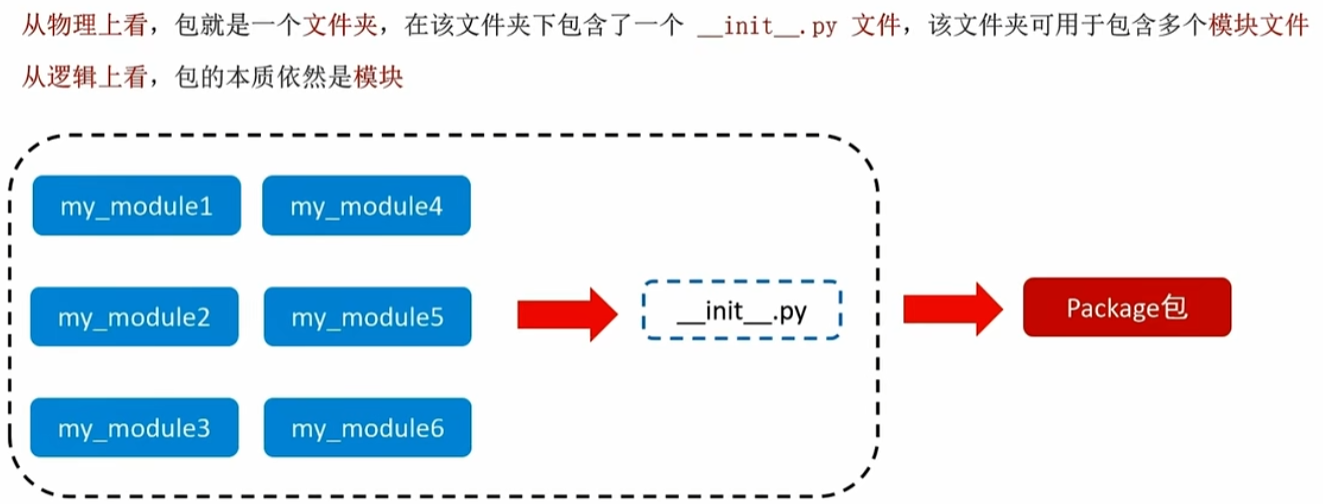 从物理上看，包就是一个文件夹，在该文件夹下包含了一个 __init__.py 文件，该文件夹可用于包含多个模块文件
从逻辑上看，包的本质依然是模块
my_module1 my_module4
my_module2 my_module5 __init__.py Package包
my_module3 my_module6